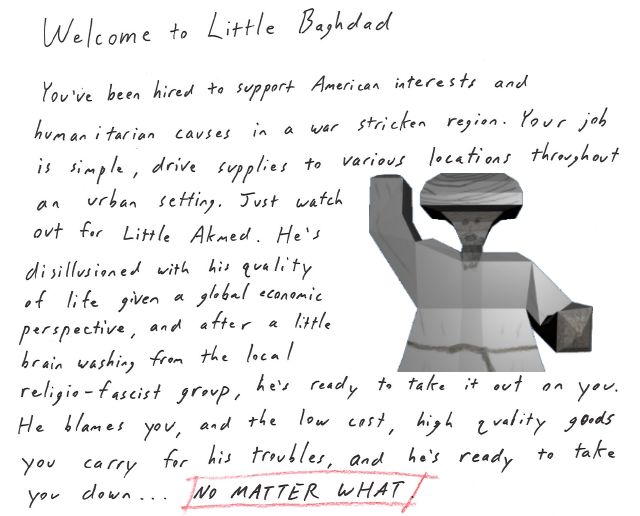 Welcome to Little Baghdad
You've been hired to support American interests and
humanitarian causes in a war stricken region. Your job
is simple, drive supplies to various locations throughout
an urban setting. Just watch
out for Little Akmed. He's
disillusioned with his quality
of life given a global economic
perspective, and after a little
brain washing from the local
religio-fascist group, he's ready to take it out on you.
He blames you, and the low cost, high quality goods
you carry for his troubles, and he's ready to take
you down... NO MATTER WHAT.